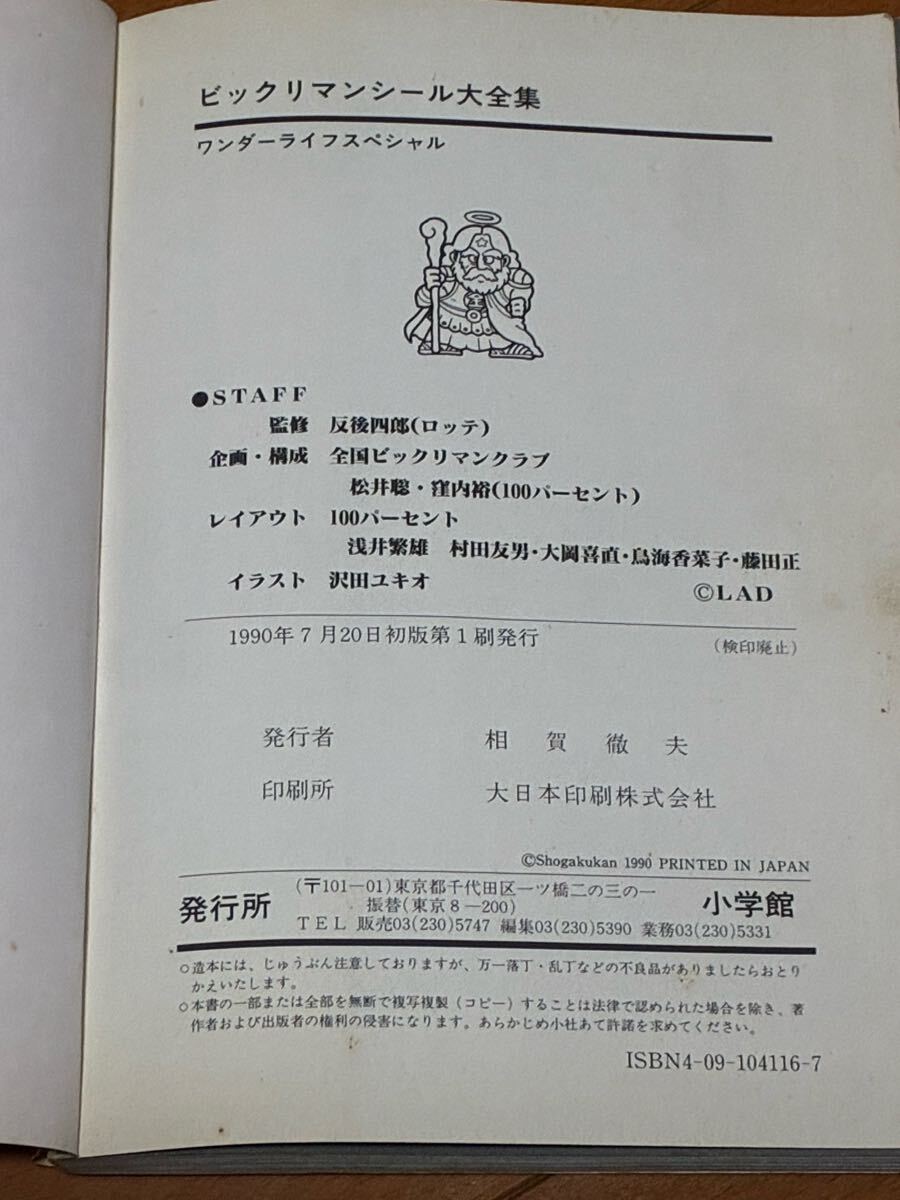 ビックリマンシール大全集
ワンダーライフスペシャル
●STAFF
監修 反後四郎(ロッテ)
企画・構成 全国ビックリマンクラブ
松井聡・窪内裕(100パーセント)
レイアウト 100パーセント
浅井繁雄 村田友男・大岡喜直・鳥海香菜子・藤田正
イラスト 沢田ユキオ ©LAD
1990年7月20日初版第1刷発行 (検印廃止)
発行者 相賀徹夫
印刷所 大日本印刷株式会社
©Shogakukan 1990 PRINTED IN JAPAN
発行所 (〒101―01)東京都千代田区一ツ橋二の三の一 小学館
振替(東京8―200)
TEL 販売03(230)5747 編集03(230)5390 業務03(230)5331
○造本には、じゅうぶん注意しておりますが、万一落丁・乱丁などの不良品がありましたらおとり
かえいたします。
○本書の一部または全部を無断で複写複製(コピー)することは法律で認められた場合を除き、著
作者および出版者の権利の侵害になります。あらかじめ小社あて許諾を求めてください。
ISBN4-09-104116-7